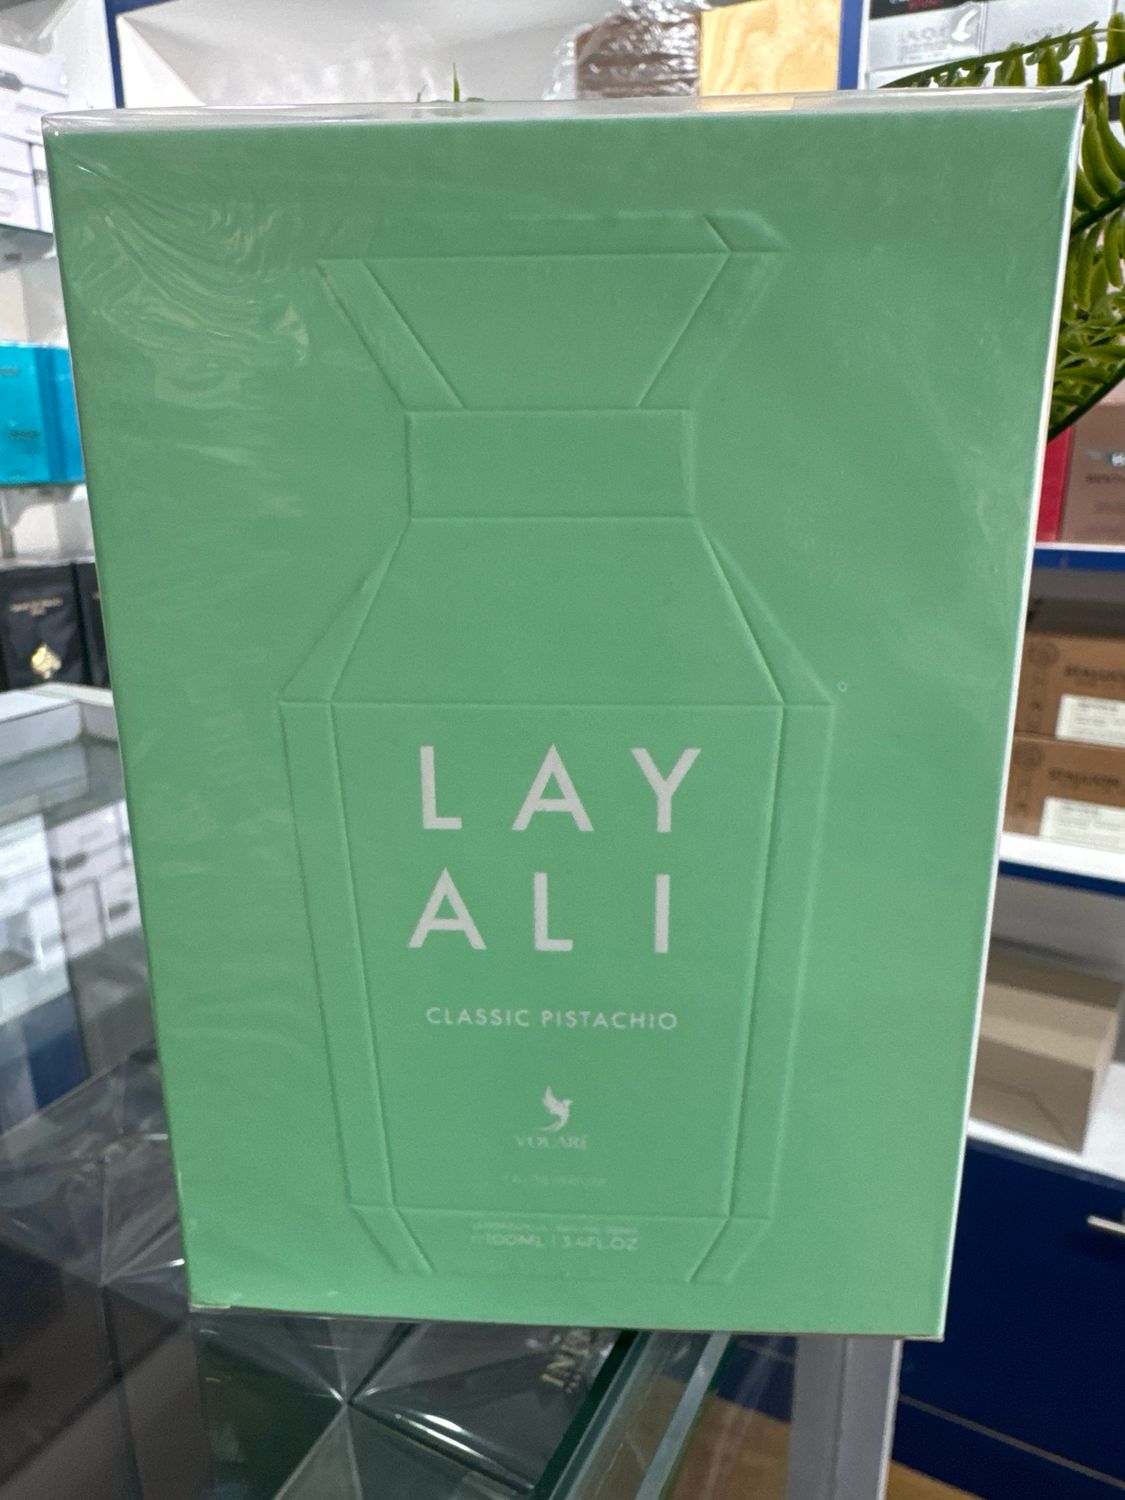 LAY
ALI
CLASSIC PISTACHIO
VOLARÉ
100ML | 3.4FL.OZ